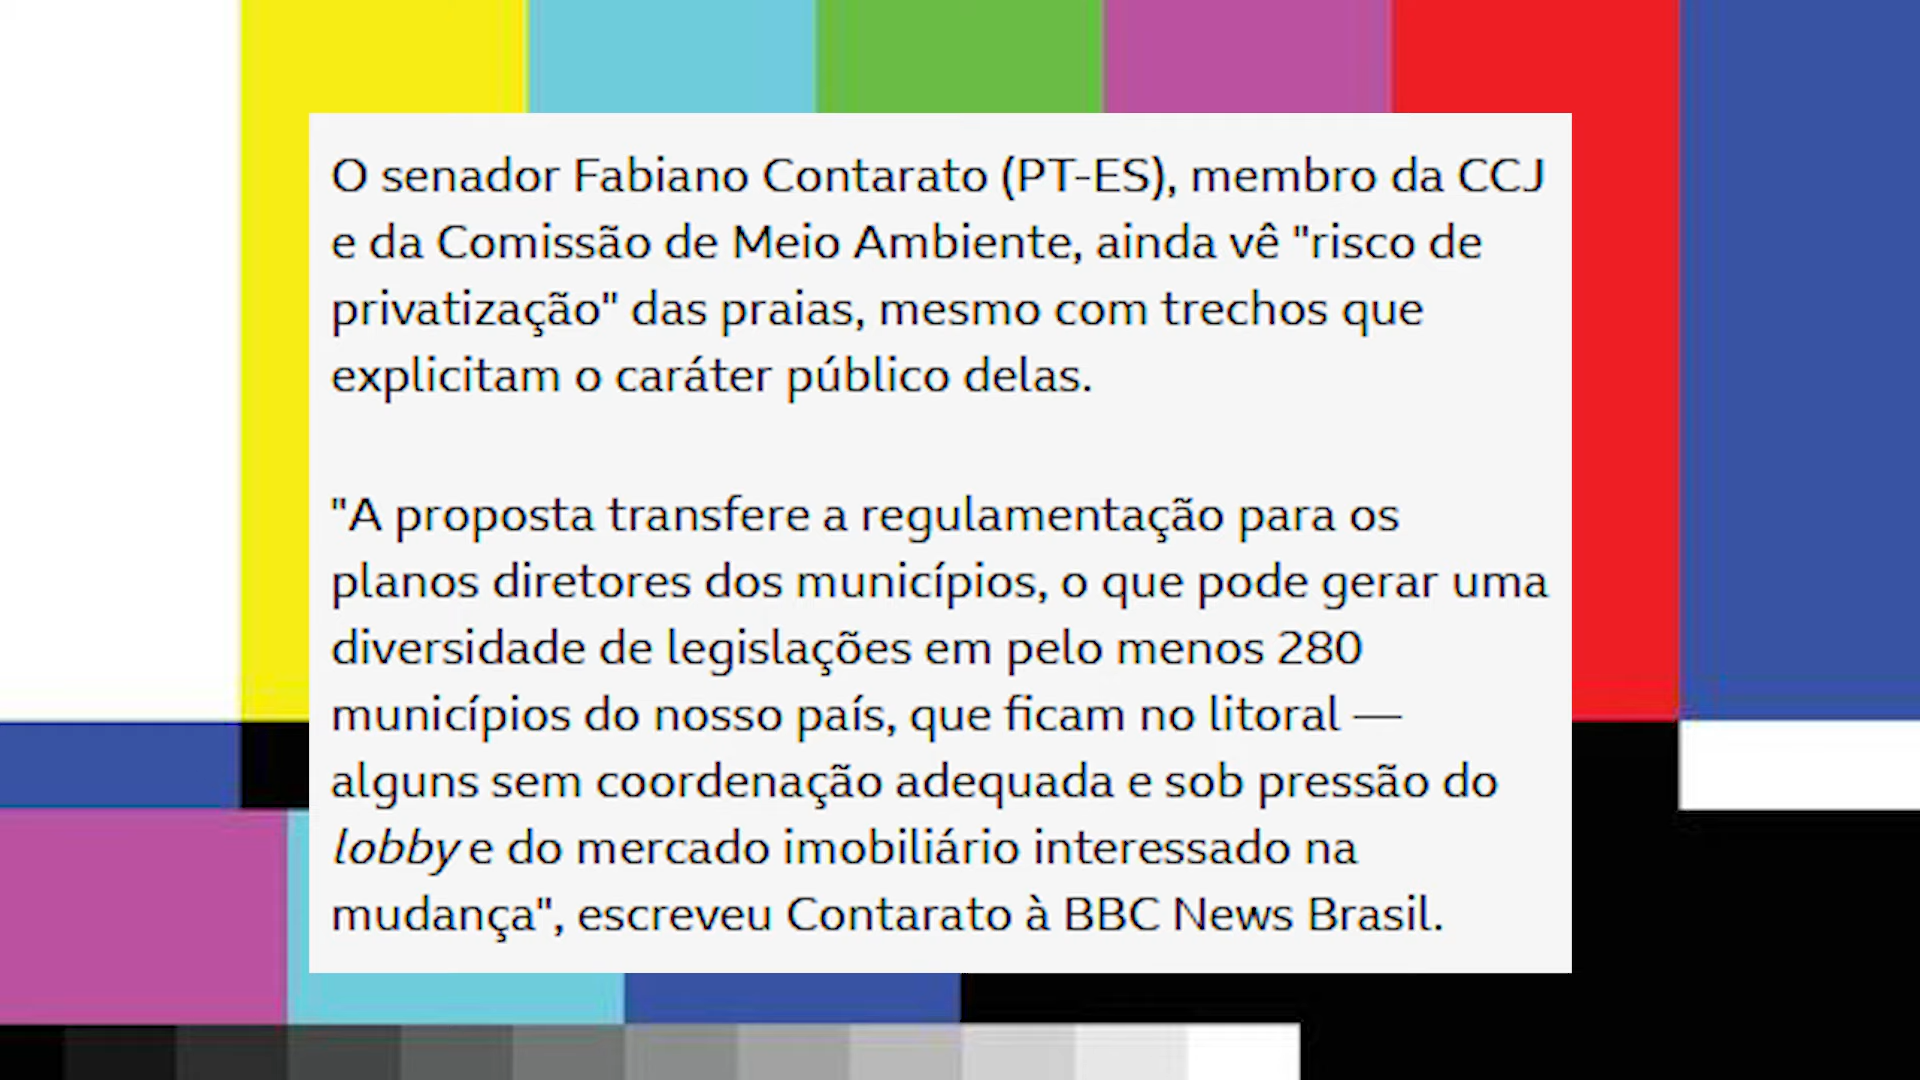 O senador Fabiano Contarato (PT-ES), membro da CCJ
e da Comissão de Meio Ambiente, ainda vê "risco de
privatização" das praias, mesmo com trechos que
explicitam o caráter público delas.
"A proposta transfere a regulamentação para os
planos diretores dos municípios, o que pode gerar uma
diversidade de legislações em pelo menos 280
municípios do nosso país, que ficam no litoral —
alguns sem coordenação adequada e sob pressão do
lobby e do mercado imobiliário interessado na
mudança", escreveu Contarato à BBC News Brasil.